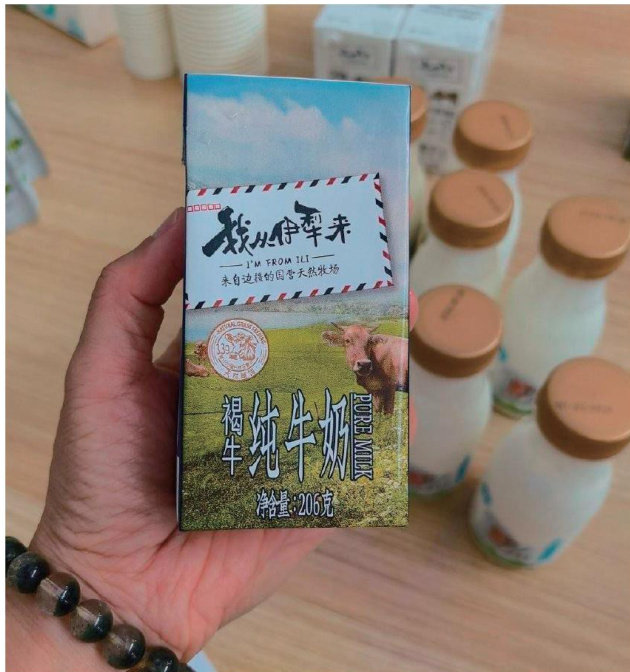 我从伊犁来
I'M FROM ILI
来自边陲的国营天然牧场
褐牛
纯牛奶
PURE MILK
净含量:206克